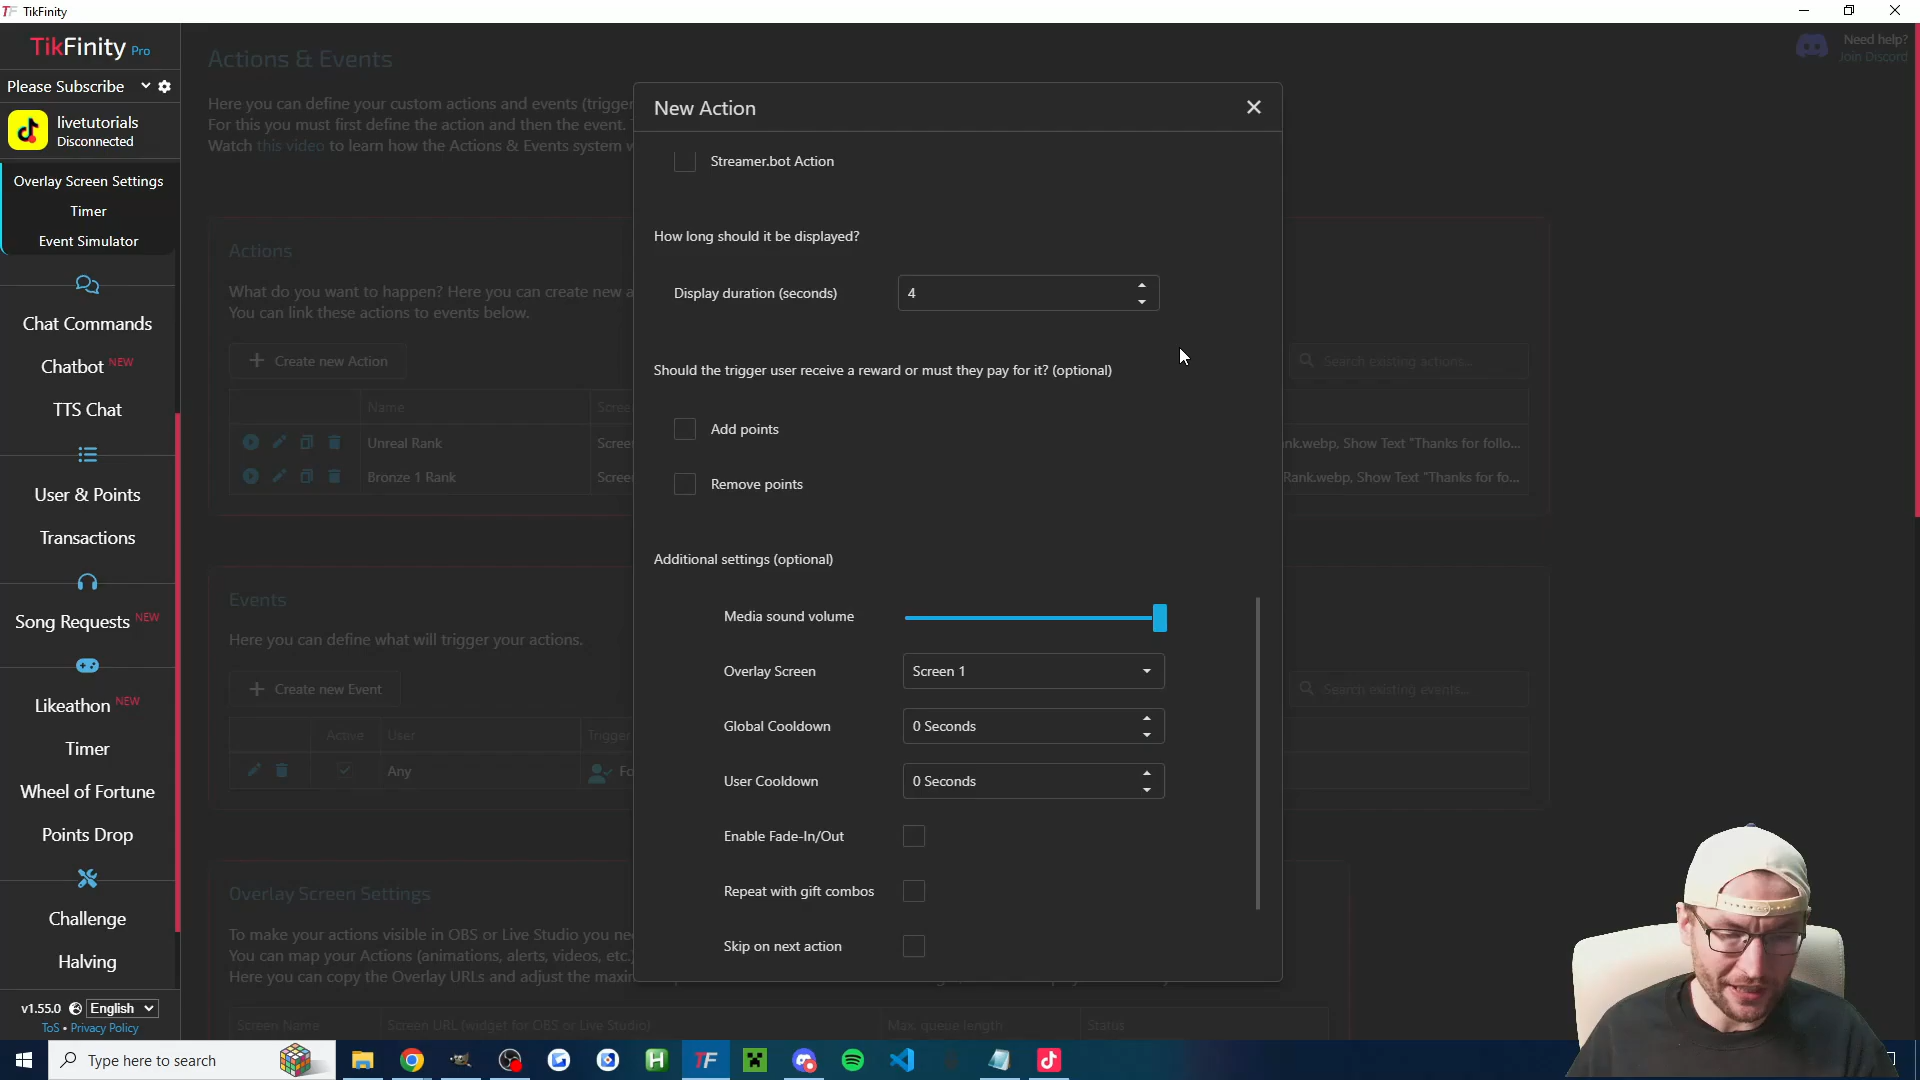 TF TikFinity
TikFinity Pro
Please Subscribe
livetutorials
Disconnected
Overlay Screen Settings
Timer
Event Simulator
Chat Commands
Chatbot NEW
TTS Chat
User & Points
Transactions
Song Requests NEW
Likeathon NEW
Timer
Wheel of Fortune
Points Drop
Challenge
Halving
v1.55.0 English
ToS • Privacy Policy
Need help?
Join Discord
Actions & Events
Here you can define your custom actions and events (trigger
For this you must first define the action and then the event.
Watch this video to learn how the Actions & Events system w
Actions
What do you want to happen? Here you can create new a
You can link these actions to events below.
Create new Action
Search existing actions...
Name
Scree
Unreal Rank
Scree
nk.webp, Show Text "Thanks for follo...
Bronze 1 Rank
Scree
Rank.webp, Show Text "Thanks for fo...
Events
Here you can define what will trigger your actions.
Create new Event
Search existing events...
Active
User
Trigger
Any
Fo
Overlay Screen Settings
To make your actions visible in OBS or Live Studio you nee
You can map your Actions (animations, alerts, videos, etc.)
Here you can copy the Overlay URLs and adjust the maxim
Screen Name
Screen URL (widget for OBS or Live Studio)
Max. queue length
Status
New Action
Streamer.bot Action
How long should it be displayed?
Display duration (seconds)
4
Should the trigger user receive a reward or must they pay for it? (optional)
Add points
Remove points
Additional settings (optional)
Media sound volume
Overlay Screen
Screen 1
Global Cooldown
0 Seconds
User Cooldown
0 Seconds
Enable Fade-In/Out
Repeat with gift combos
Skip on next action
Type here to search
TF